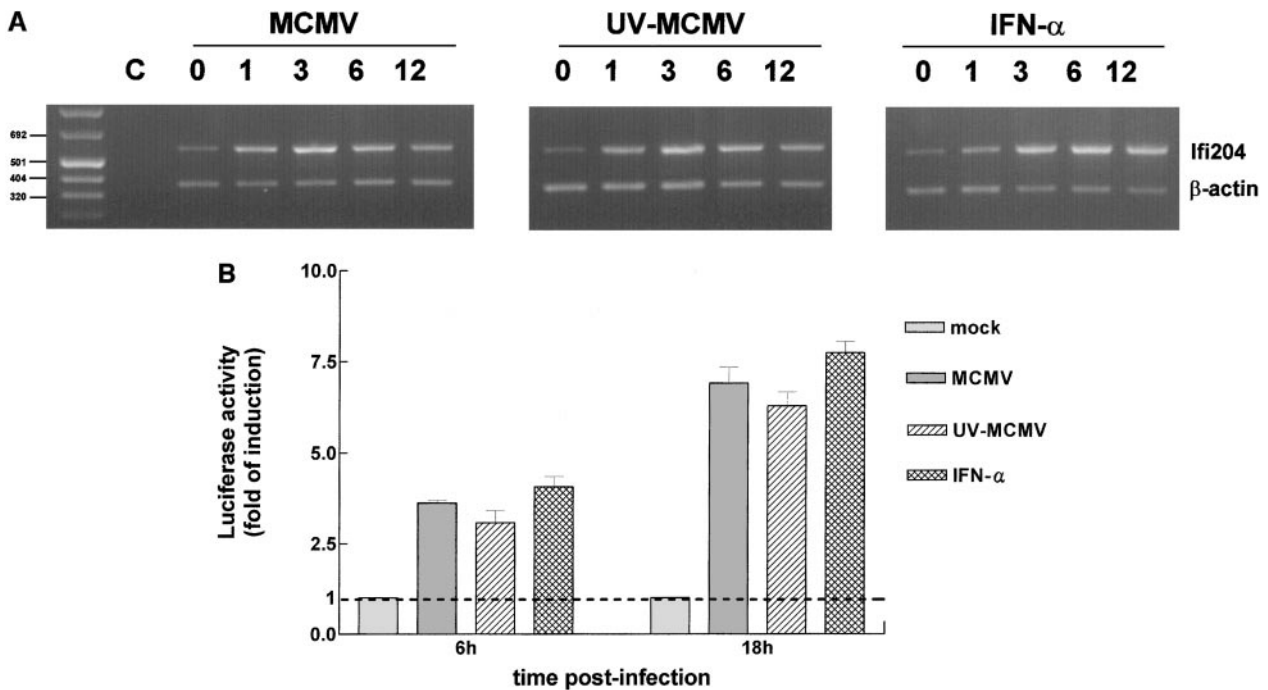 A
MCMV
UV-MCMV
IFN-α
C 0 1 3 6 12
0 1 3 6 12
0 1 3 6 12
692
501
404
320
Ifi204
β-actin
B
10.0
7.5
5.0
2.5
1
0.0
Luciferase activity
(fold of induction)
mock
MCMV
UV-MCMV
IFN-α
6h
18h
time post-infection